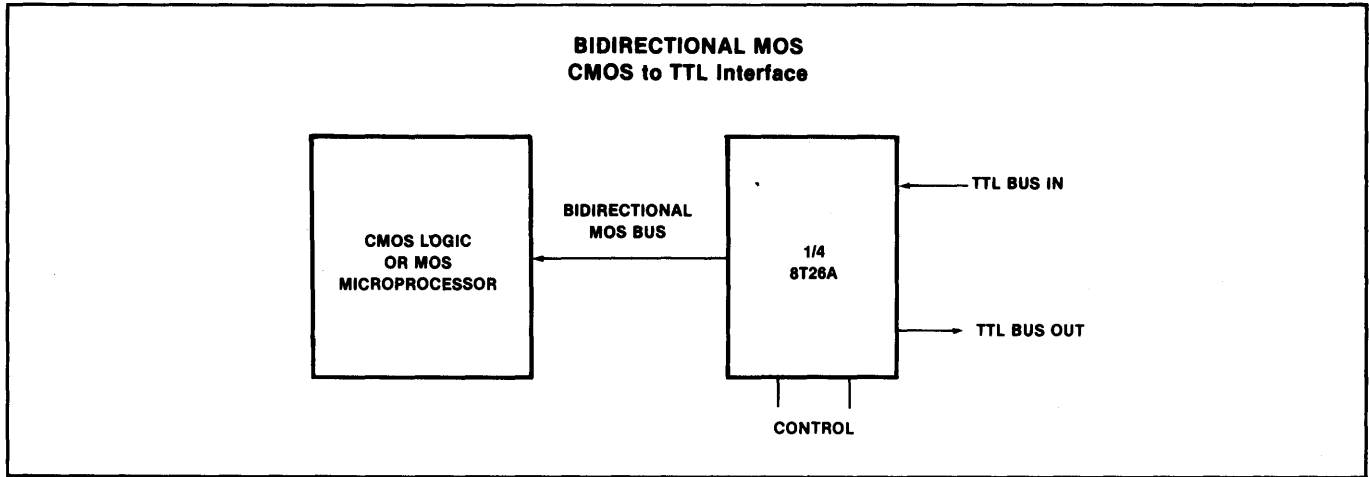 BIDIRECTIONAL MOS
CMOS to TTL Interface
CMOS LOGIC
OR MOS
MICROPROCESSOR
BIDIRECTIONAL
MOS BUS
1/4
8T26A
TTL BUS IN
TTL BUS OUT
CONTROL